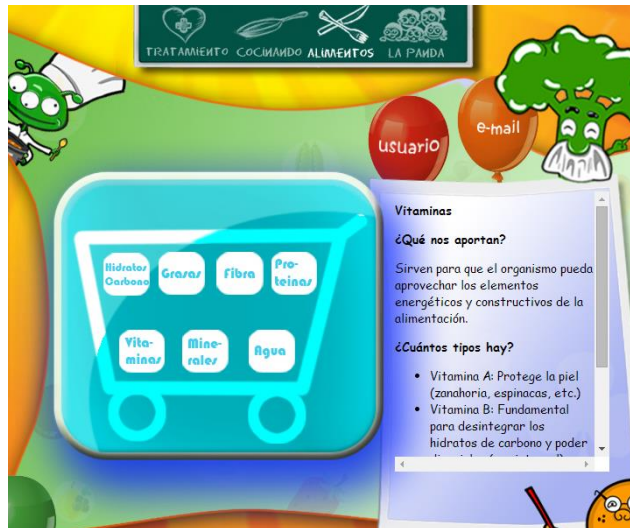 TRATAMIENTO COCINANDO ALIMENTOS LA PANDA
usuario
e-mail
Hidratos
Carbono
Grasas
Fibra
Pro-
teinas
Vita-
minas
Mine-
rales
Agua
Vitaminas
¿Qué nos aportan?
Sirven para que el organismo pueda
aprovechar los elementos
energéticos y constructivos de la
alimentación.
¿Cuántos tipos hay?
• Vitamina A: Protege la piel
(zanahoria, espinacas, etc.)
• Vitamina B: Fundamental
para desintegrar los
hidratos de carbono y poder